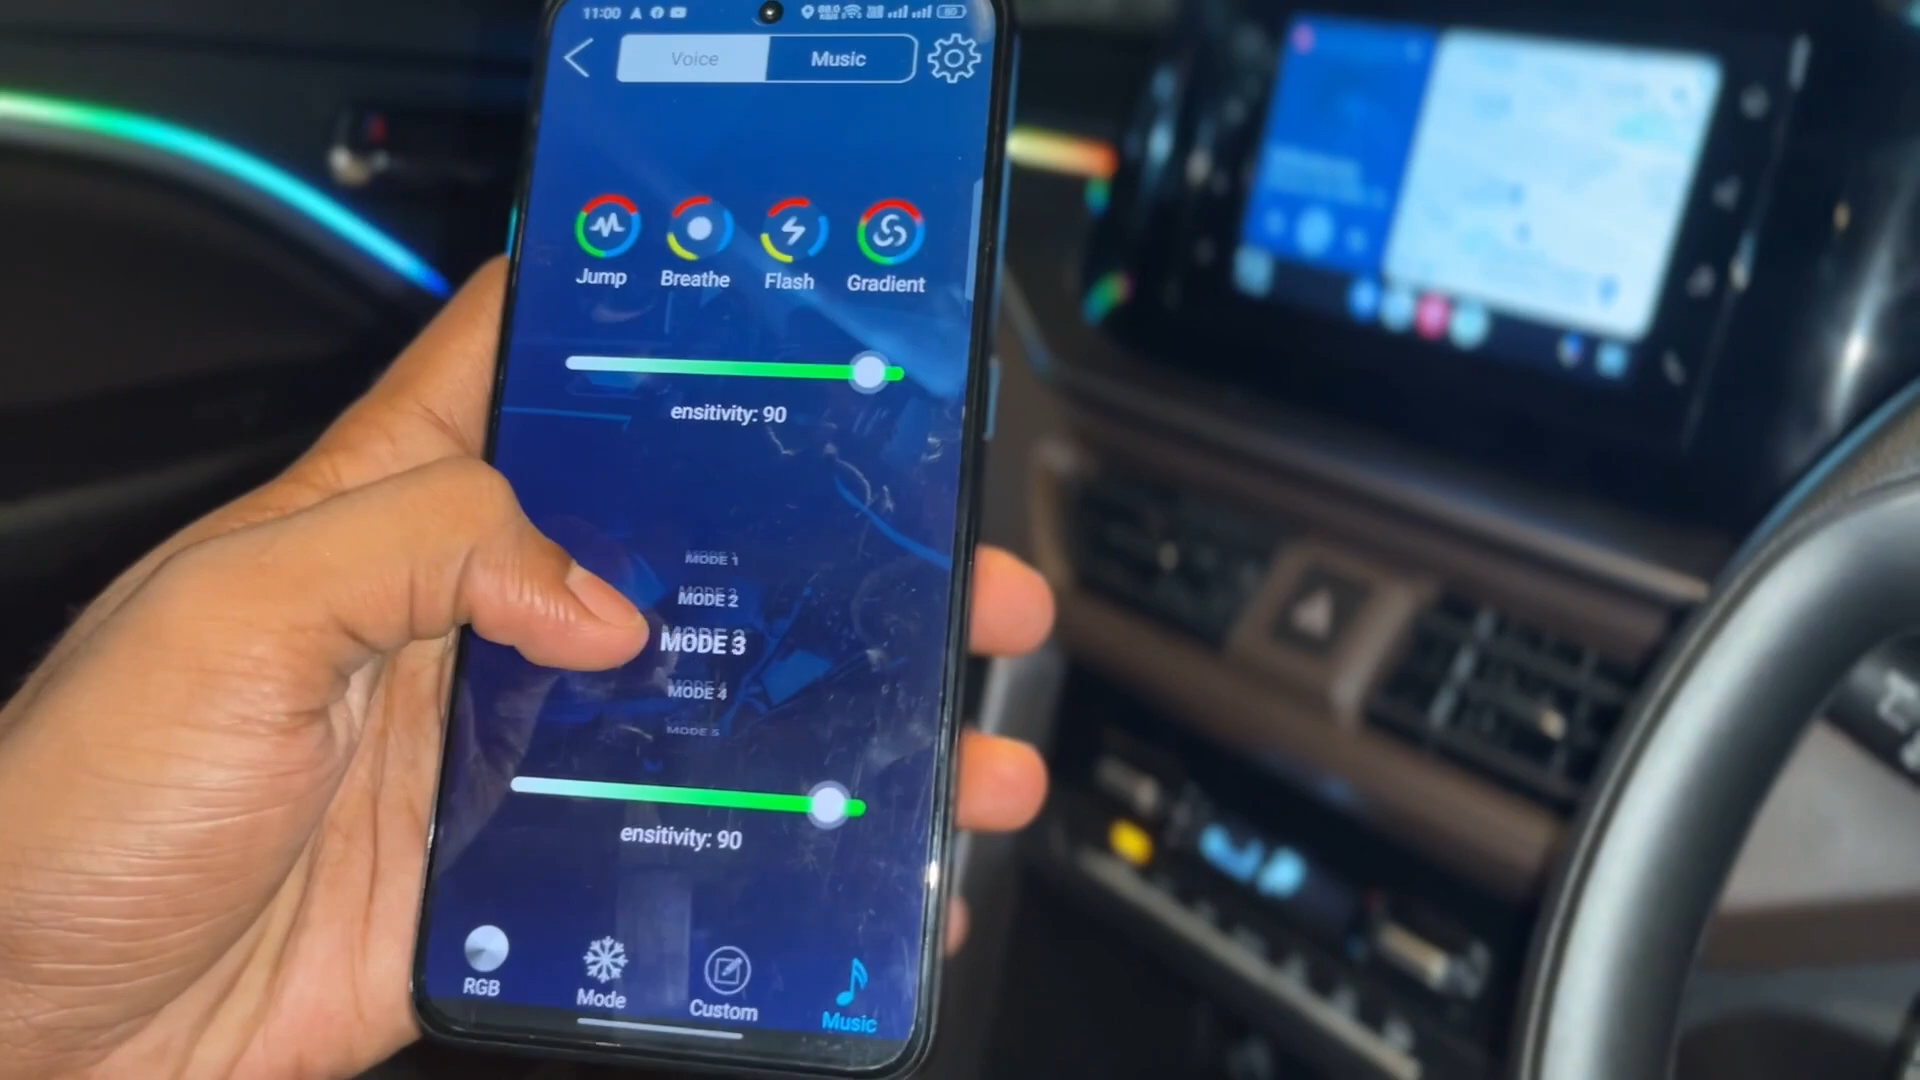 11:00
Voice Music
Jump Breathe Flash Gradient
ensitivity: 90
MODE 1
MODE 2
MODE 3
MODE 4
MODE 5
ensitivity: 90
RGB Mode Custom Music